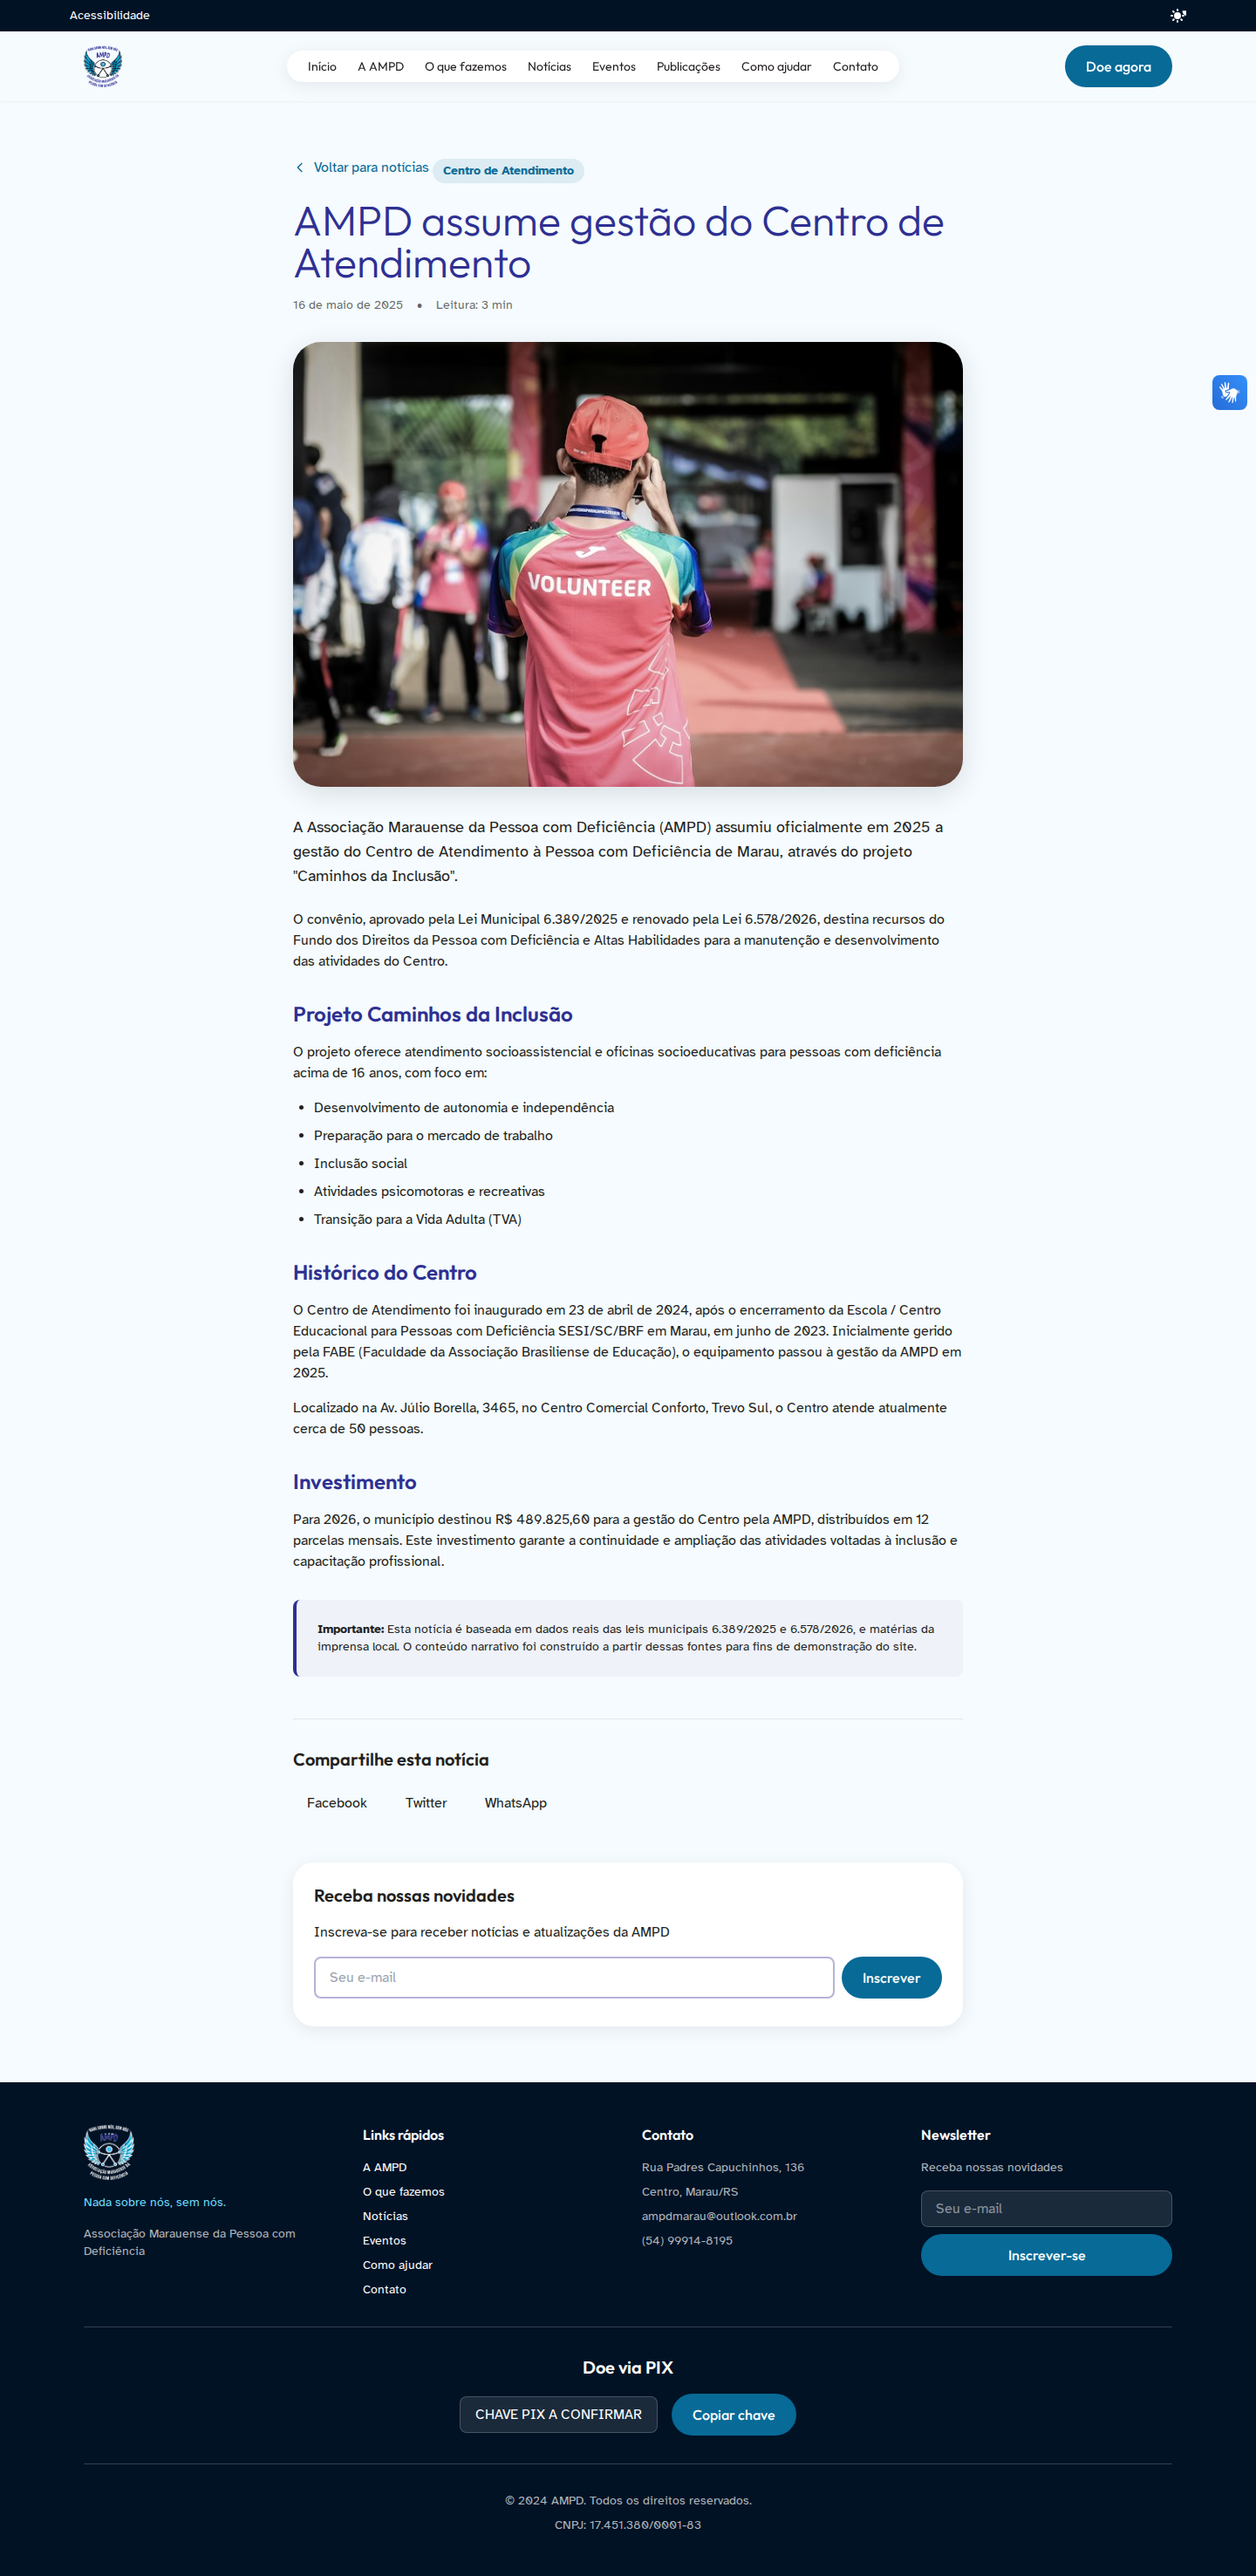 Acessibilidade
AMPD
Início
A AMPD
O que fazemos
Notícias
Eventos
Publicações
Como ajudar
Contato
Doe agora
Voltar para notícias
Centro de Atendimento
AMPD assume gestão do Centro de
Atendimento
16 de maio de 2025 • Leitura: 3 min
VOLUNTEER
A Associação Marauense da Pessoa com Deficiência (AMPD) assumiu oficialmente em 2025 a
gestão do Centro de Atendimento à Pessoa com Deficiência de Marau, através do projeto
"Caminhos da Inclusão".
O convênio, aprovado pela Lei Municipal 6.389/2025 e renovado pela Lei 6.578/2026, destina recursos do
Fundo dos Direitos da Pessoa com Deficiência e Altas Habilidades para a manutenção e desenvolvimento
das atividades do Centro.
Projeto Caminhos da Inclusão
O projeto oferece atendimento socioassistencial e oficinas socioeducativas para pessoas com deficiência
acima de 16 anos, com foco em:
• Desenvolvimento de autonomia e independência
• Preparação para o mercado de trabalho
• Inclusão social
• Atividades psicomotoras e recreativas
• Transição para a Vida Adulta (TVA)
Histórico do Centro
O Centro de Atendimento foi inaugurado em 23 de abril de 2024, após o encerramento da Escola / Centro
Educacional para Pessoas com Deficiência SESI/SC/BRF em Marau, em junho de 2023. Inicialmente gerido
pela FABE (Faculdade da Associação Brasiliense de Educação), o equipamento passou à gestão da AMPD em
2025.
Localizado na Av. Júlio Borella, 3465, no Centro Comercial Conforto, Trevo Sul, o Centro atende atualmente
cerca de 50 pessoas.
Investimento
Para 2026, o município destinou R$ 489.825,60 para a gestão do Centro pela AMPD, distribuídos em 12
parcelas mensais. Este investimento garante a continuidade e ampliação das atividades voltadas à inclusão e
capacitação profissional.
Importante: Esta notícia é baseada em dados reais das leis municipais 6.389/2025 e 6.578/2026, e matérias da
imprensa local. O conteúdo narrativo foi construído a partir dessas fontes para fins de demonstração do site.
Compartilhe esta notícia
Facebook
Twitter
WhatsApp
Receba nossas novidades
Inscreva-se para receber notícias e atualizações da AMPD
Seu e-mail
Inscrever
AMPD
Nada sobre nós, sem nós.
Associação Marauense da Pessoa com
Deficiência
Links rápidos
A AMPD
O que fazemos
Notícias
Eventos
Como ajudar
Contato
Contato
Rua Padres Capuchinhos, 136
Centro, Marau/RS
ampdmarau@outlook.com.br
(54) 99914-8195
Newsletter
Receba nossas novidades
Seu e-mail
Inscrever-se
Doe via PIX
CHAVE PIX A CONFIRMAR
Copiar chave
© 2024 AMPD. Todos os direitos reservados.
CNPJ: 17.451.380/0001-83